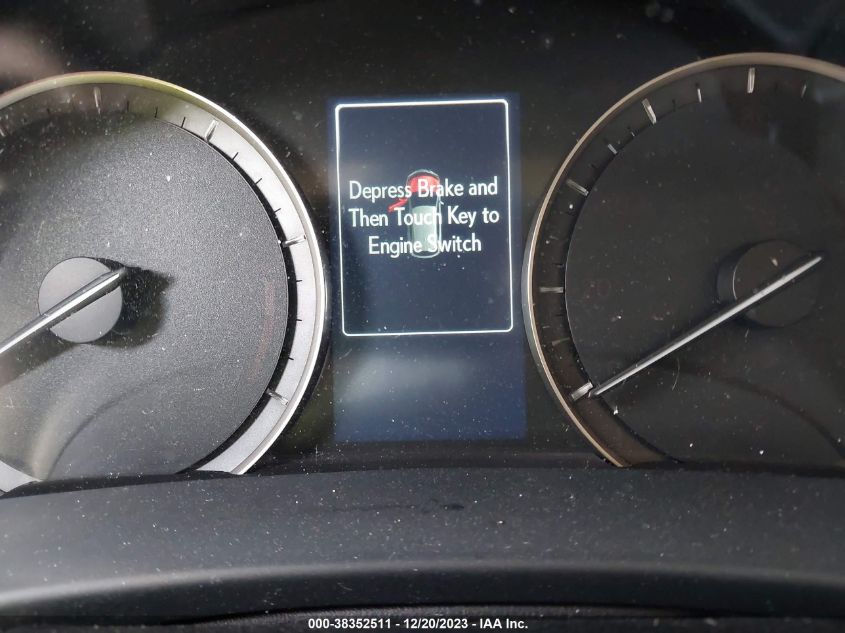 Depress Brake and
Then Touch Key to
Engine Switch
000-38352511 - 12/20/2023 - IAA Inc.